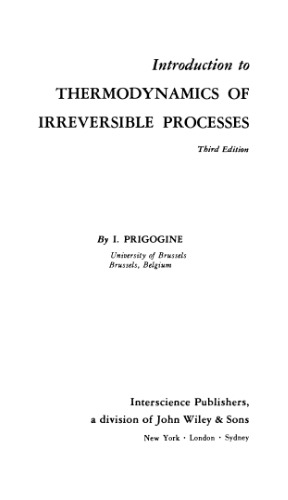 Introduction to
THERMODYNAMICS OF
IRREVERSIBLE PROCESSES
Third Edition
By I. PRIGOGINE
University of Brussels
Brussels, Belgium
Interscience Publishers,
a division of John Wiley & Sons
New York · London · Sydney